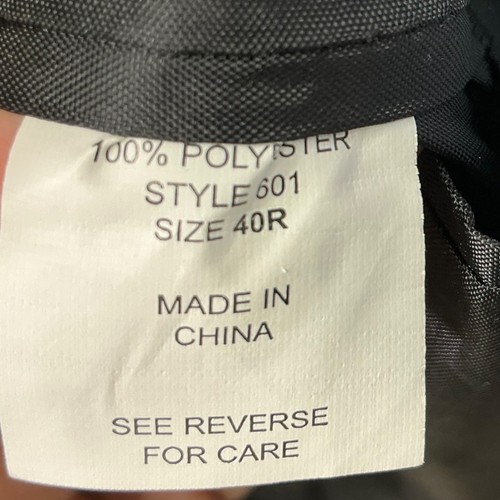 100% POLYESTER
STYLE 601
SIZE 40R
MADE IN
CHINA
SEE REVERSE
FOR CARE